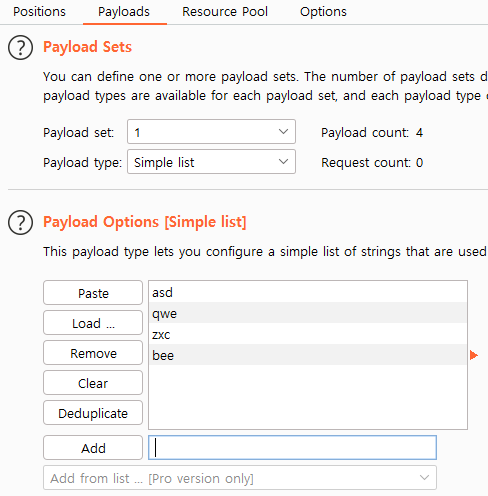 Positions Payloads Resource Pool Options
? Payload Sets
You can define one or more payload sets. The number of payload sets d
payload types are available for each payload set, and each payload type
Payload set: 1 Payload count: 4
Payload type: Simple list Request count: 0
? Payload Options [Simple list]
This payload type lets you configure a simple list of strings that are used
Paste asd
Load ... qwe
zxc
Remove bee
Clear
Deduplicate
Add
Add from list ... [Pro version only]